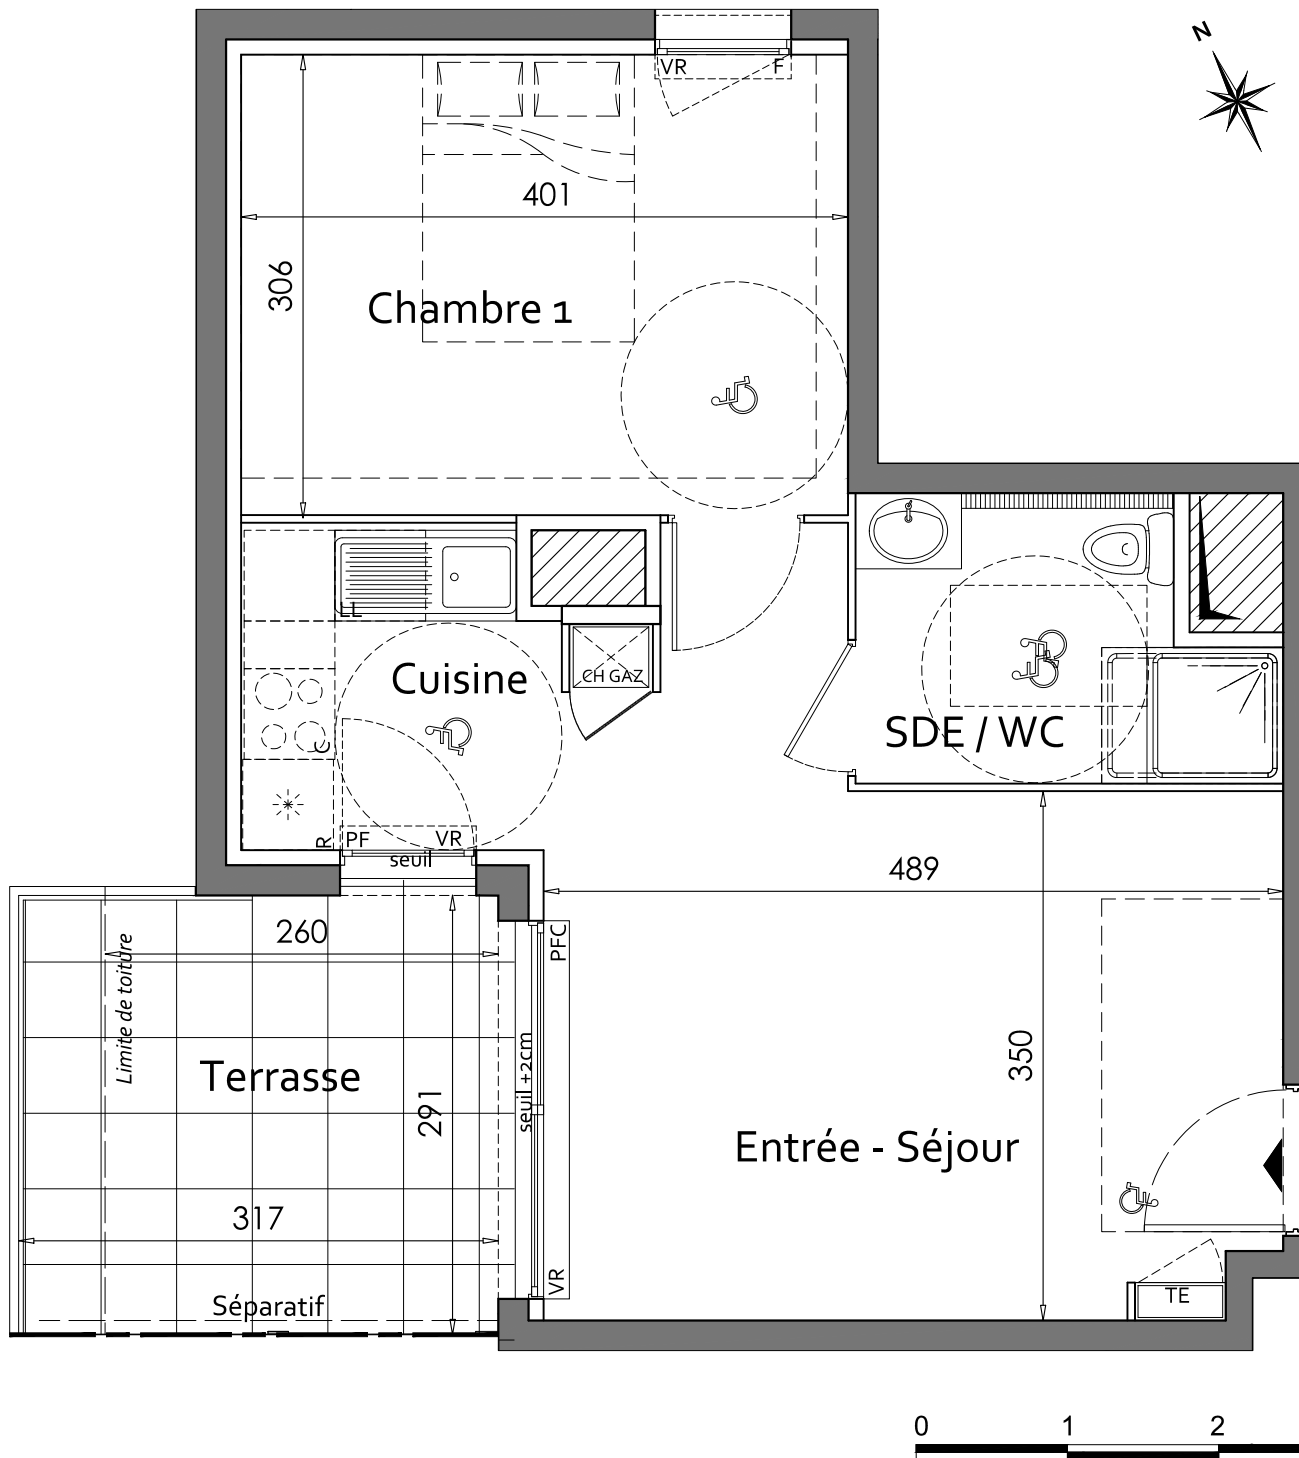 N
VR
F
401
306
Chambre 1
LL
Cuisine
CH GAZ
SDE / WC
C
R
PF
VR
seuil
489
260
PFC
Limite de toiture
seuil +2cm
350
Terrasse
291
Entrée - Séjour
317
VR
TE
Séparatif
0
1
2